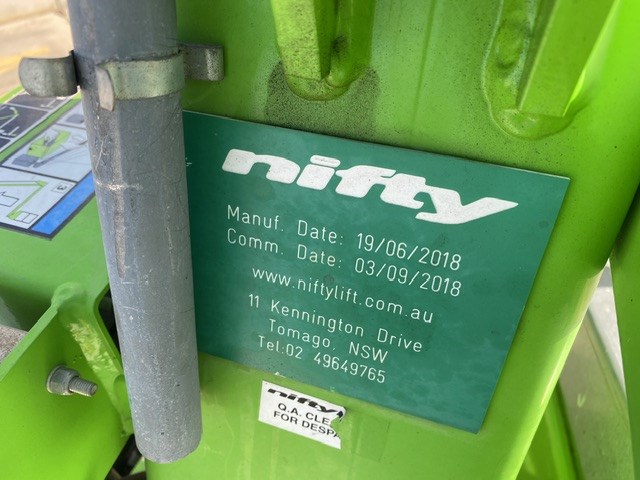 nifty
Manuf. Date: 19/06/2018
Comm. Date: 03/09/2018
www.niftylift.com.au
11 Kennington Drive
Tomago, NSW
Tel:02 49649765
nifty
Q.A. CLE
FOR DESP